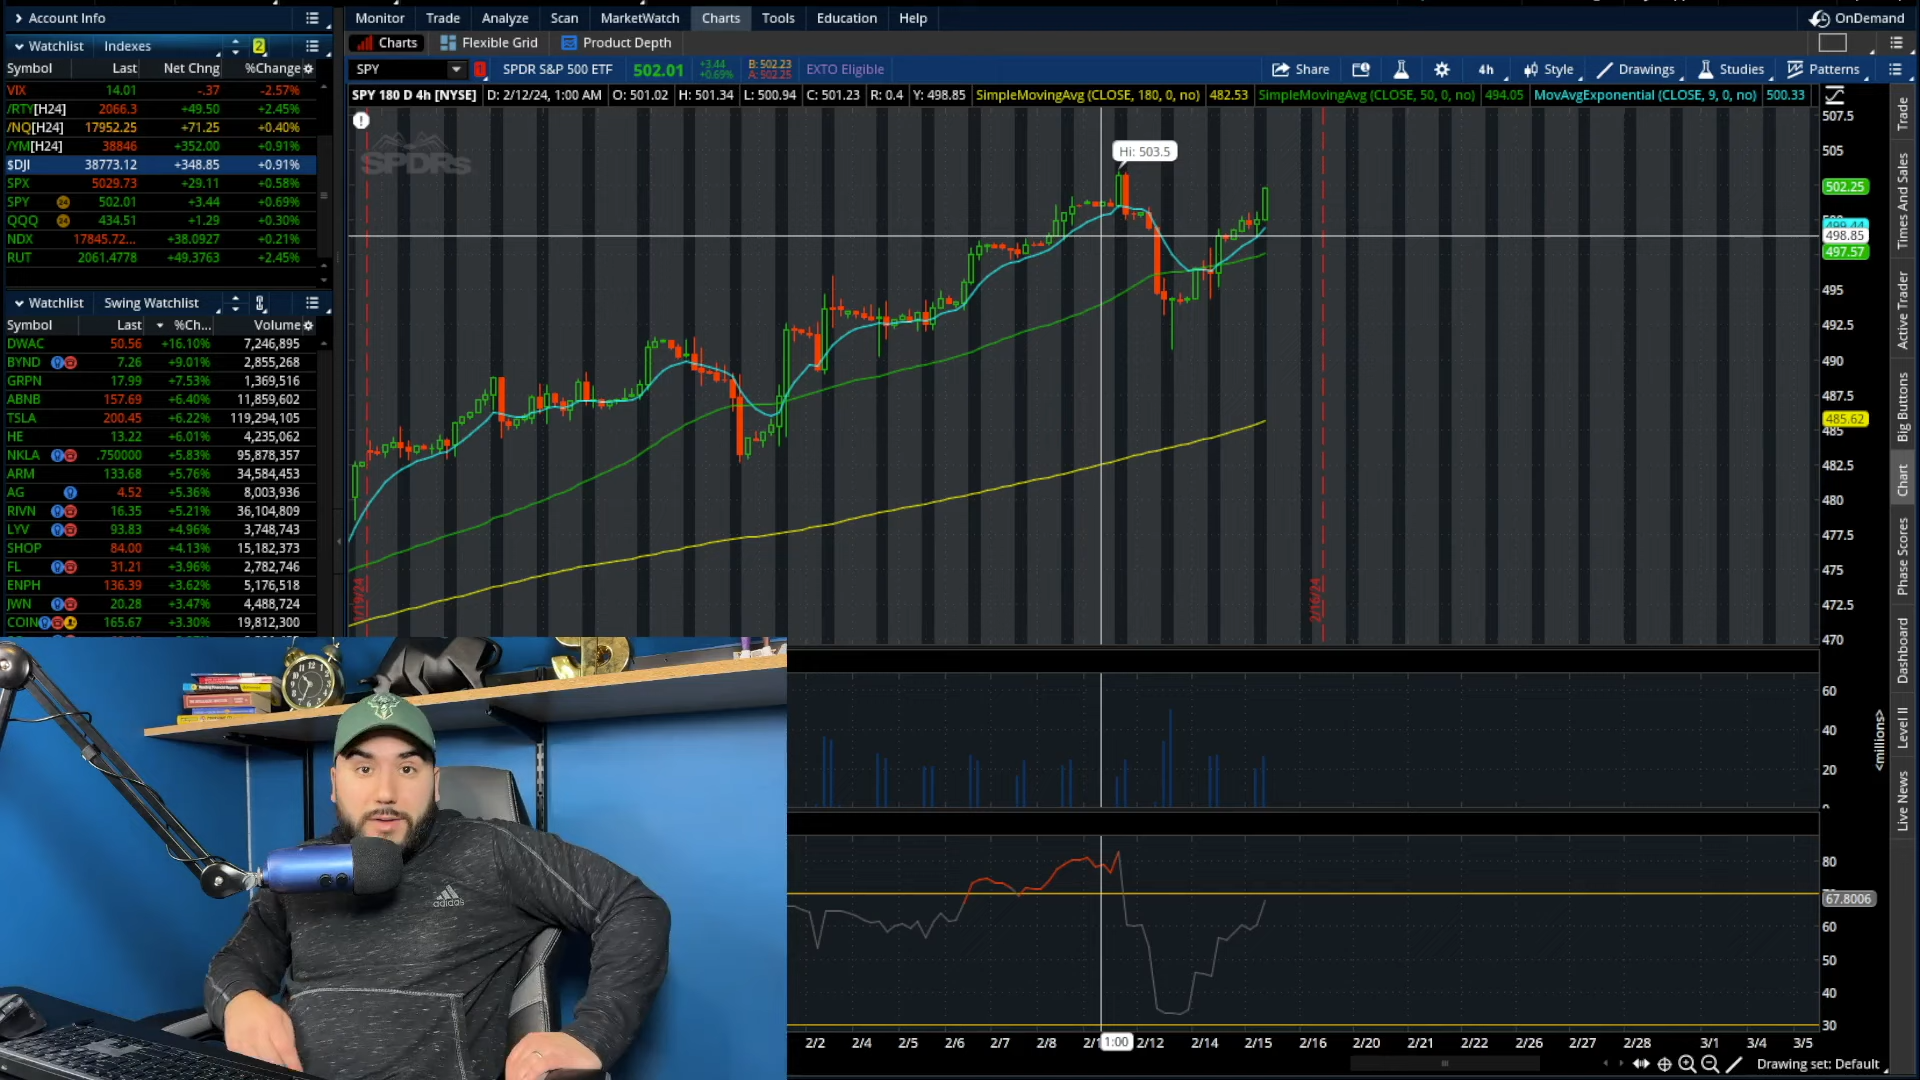 Account Info
Monitor Trade Analyze Scan MarketWatch Charts Tools Education Help OnDemand
Watchlist Indexes 2
Charts Flexible Grid Product Depth
Symbol Last Net Chng %Change
SPY 1 SPDR S&P 500 ETF 502.01 +3.44 +0.69% B: 502.23 A: 502.25 EXTO Eligible Share 4h Style Drawings Studies Patterns
SPY 180 D 4h [NYSE] D: 2/12/24, 1:00 AM O: 501.02 H: 501.34 L: 500.94 C: 501.23 R: 0.4 Y: 498.85 SimpleMovingAvg (CLOSE, 180, 0, no) 482.53 SimpleMovingAvg (CLOSE, 50, 0, no) 494.05 MovAvgExponential (CLOSE, 9, 0, no) 500.33
VIX 14.01 -.37 -2.57%
/RTY[H24] 2066.3 +49.50 +2.45%
/NQ[H24] 17952.25 +71.25 +0.40%
/YM[H24] 38846 +352.00 +0.91%
$DJI 38773.12 +348.85 +0.91%
SPX 5029.73 +29.11 +0.58%
SPY 24 502.01 +3.44 +0.69%
QQQ 24 434.51 +1.29 +0.30%
NDX 17845.72... +38.0927 +0.21%
RUT 2061.4778 +49.3763 +2.45%
Watchlist Swing Watchlist
Symbol Last %Ch... Volume
DWAC 50.56 +16.10% 7,246,895
BYND 7.26 +9.01% 2,855,268
GRPN 17.99 +7.53% 1,369,516
ABNB 157.69 +6.40% 11,859,602
TSLA 200.45 +6.22% 119,294,105
HE 13.22 +6.01% 4,235,062
NKLA .750000 +5.83% 95,878,357
ARM 133.68 +5.76% 34,584,453
AG 4.52 +5.36% 8,003,936
RIVN 16.35 +5.21% 36,104,809
LYV 93.83 +4.96% 3,748,743
SHOP 84.00 +4.13% 15,182,373
FL 31.21 +3.96% 2,782,746
ENPH 136.39 +3.62% 5,176,518
JWN 20.28 +3.47% 4,488,724
COIN 165.67 +3.30% 19,812,300
SPDRs
Hi: 503.5
1/19/24
2/16/24
507.5
505
502.25
498.85
497.57
495
492.5
490
487.5
485.62
485
482.5
480
477.5
475
472.5
470
60
40
20
<millions>
80
67.8006
60
50
40
30
2/2 2/4 2/5 2/6 2/7 2/8 1:00 2/12 2/14 2/15 2/16 2/20 2/21 2/22 2/26 2/27 2/28 3/1 3/4 3/5
Drawing set: Default
Trade
Times And Sales
Active Trader
Big Buttons
Chart
Phase Scores
Dashboard
Level II
Live News
adidas